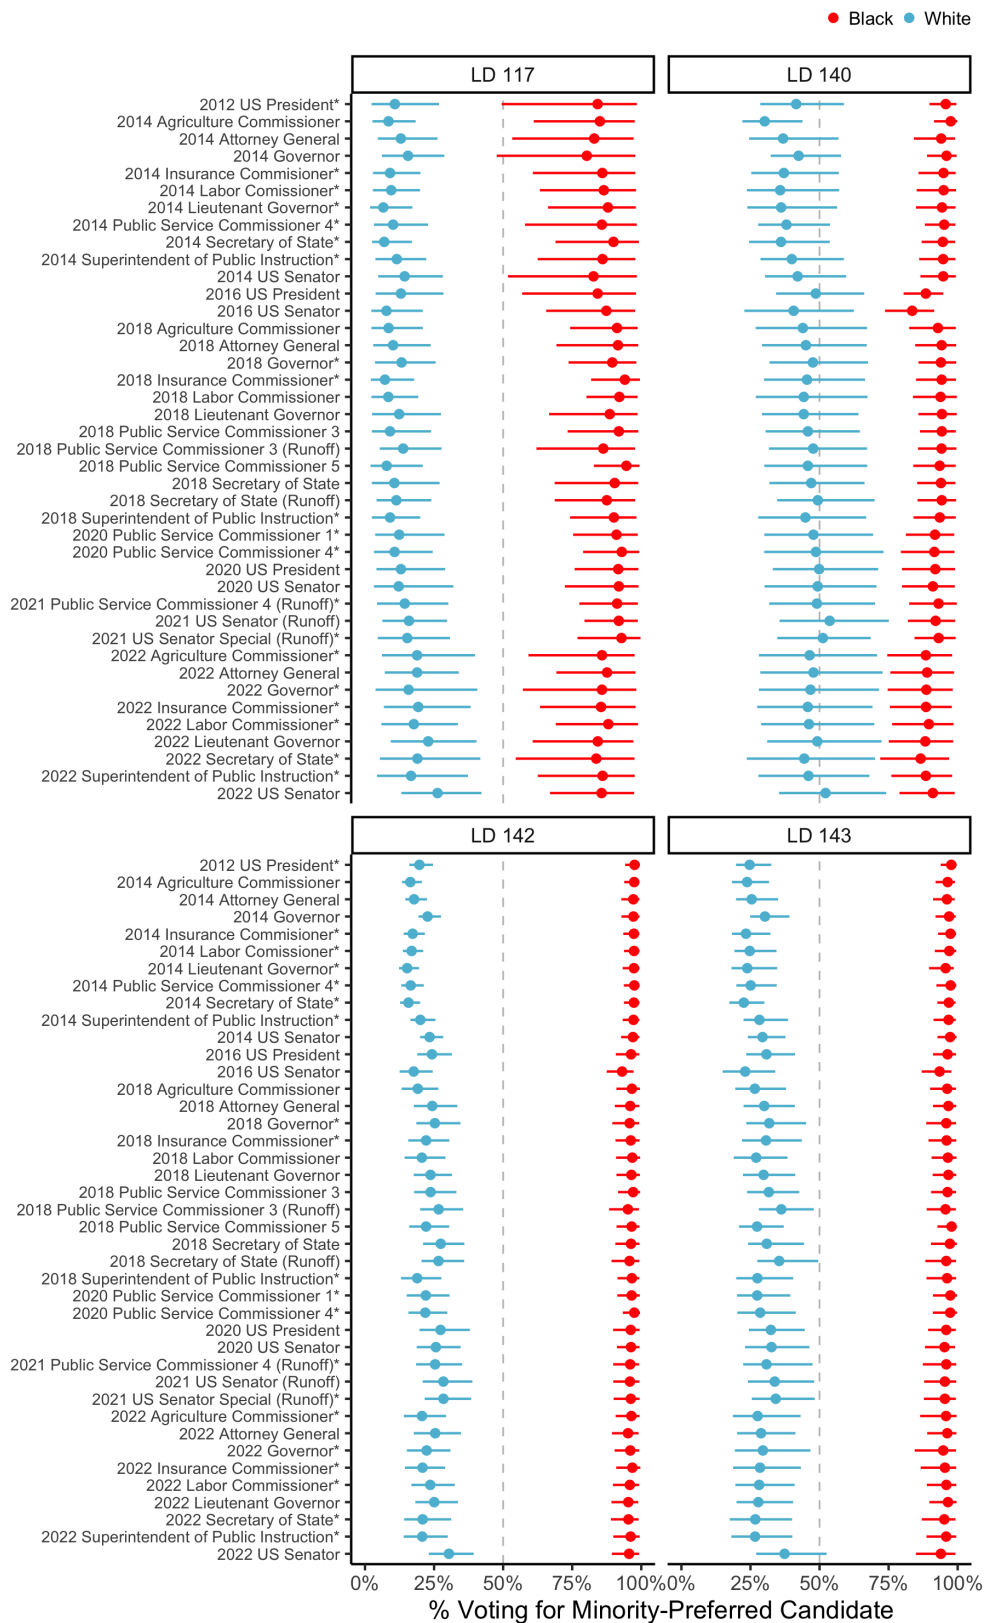 Black White
LD 117 LD 140
2012 US President*
2014 Agriculture Commissioner
2014 Attorney General
2014 Governor
2014 Insurance Commisioner*
2014 Labor Comissioner*
2014 Lieutenant Governor*
2014 Public Service Commissioner 4*
2014 Secretary of State*
2014 Superintendent of Public Instruction*
2014 US Senator
2016 US President
2016 US Senator
2018 Agriculture Commissioner
2018 Attorney General
2018 Governor*
2018 Insurance Commissioner*
2018 Labor Commissioner
2018 Lieutenant Governor
2018 Public Service Commissioner 3
2018 Public Service Commissioner 3 (Runoff)
2018 Public Service Commissioner 5
2018 Secretary of State
2018 Secretary of State (Runoff)
2018 Superintendent of Public Instruction*
2020 Public Service Commissioner 1*
2020 Public Service Commissioner 4*
2020 US President
2020 US Senator
2021 Public Service Commissioner 4 (Runoff)*
2021 US Senator (Runoff)
2021 US Senator Special (Runoff)*
2022 Agriculture Commissioner*
2022 Attorney General
2022 Governor*
2022 Insurance Commissioner*
2022 Labor Commissioner*
2022 Lieutenant Governor
2022 Secretary of State*
2022 Superintendent of Public Instruction*
2022 US Senator
LD 142 LD 143
2012 US President*
2014 Agriculture Commissioner
2014 Attorney General
2014 Governor
2014 Insurance Commisioner*
2014 Labor Comissioner*
2014 Lieutenant Governor*
2014 Public Service Commissioner 4*
2014 Secretary of State*
2014 Superintendent of Public Instruction*
2014 US Senator
2016 US President
2016 US Senator
2018 Agriculture Commissioner
2018 Attorney General
2018 Governor*
2018 Insurance Commissioner*
2018 Labor Commissioner
2018 Lieutenant Governor
2018 Public Service Commissioner 3
2018 Public Service Commissioner 3 (Runoff)
2018 Public Service Commissioner 5
2018 Secretary of State
2018 Secretary of State (Runoff)
2018 Superintendent of Public Instruction*
2020 Public Service Commissioner 1*
2020 Public Service Commissioner 4*
2020 US President
2020 US Senator
2021 Public Service Commissioner 4 (Runoff)*
2021 US Senator (Runoff)
2021 US Senator Special (Runoff)*
2022 Agriculture Commissioner*
2022 Attorney General
2022 Governor*
2022 Insurance Commissioner*
2022 Labor Commissioner*
2022 Lieutenant Governor
2022 Secretary of State*
2022 Superintendent of Public Instruction*
2022 US Senator
0% 25% 50% 75% 100% 0% 25% 50% 75% 100%
% Voting for Minority-Preferred Candidate